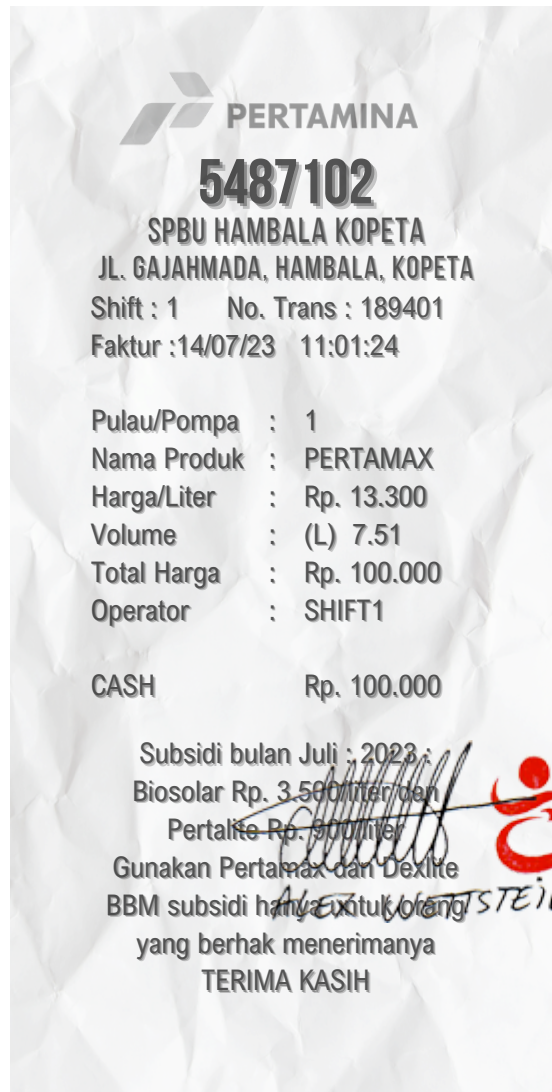 PERTAMINA
5487102
SPBU HAMBALA KOPETA
JL. GAJAHMADA, HAMBALA, KOPETA
Shift : 1 No. Trans : 189401
Faktur :14/07/23 11:01:24
Pulau/Pompa : 1
Nama Produk : PERTAMAX
Harga/Liter : Rp. 13.300
Volume : (L) 7.51
Total Harga : Rp. 100.000
Operator : SHIFT1
CASH Rp. 100.000
Subsidi bulan Juli : 2023 :
Biosolar Rp. 3.500/liter dan
Pertalite Rp. 900/liter
Gunakan Pertamax dan Dexlite
BBM subsidi hanya untuk orang
ALEX WETTSTEIN
yang berhak menerimanya
TERIMA KASIH